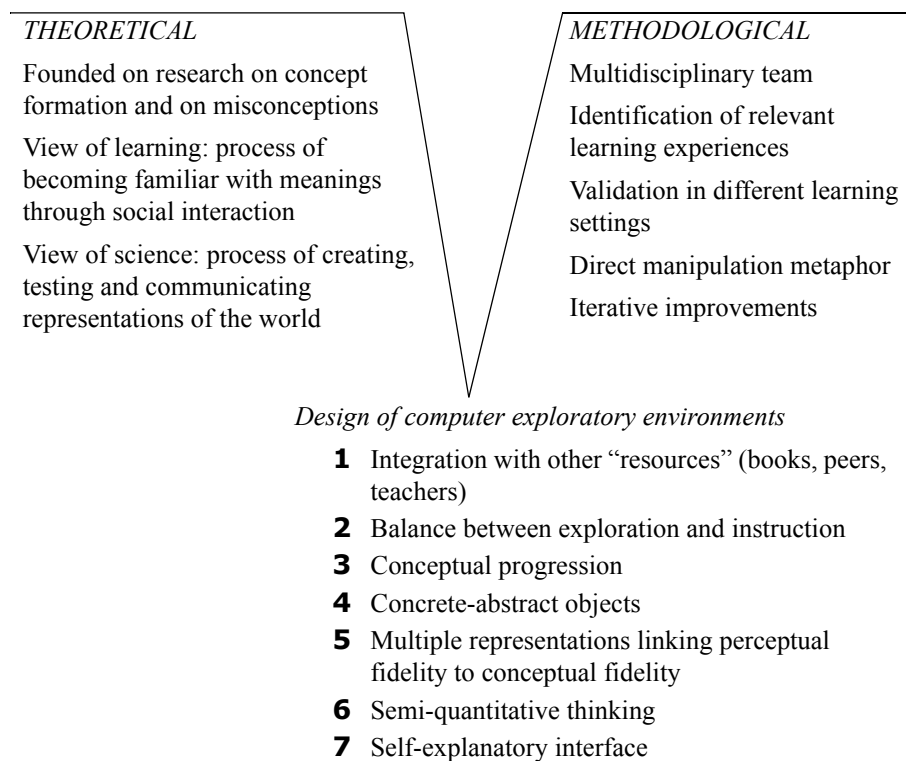 THEORETICAL
Founded on research on concept
formation and on misconceptions
View of learning: process of
becoming familiar with meanings
through social interaction
View of science: process of creating,
testing and communicating
representations of the world
METHODOLOGICAL
Multidisciplinary team
Identification of relevant
learning experiences
Validation in different learning
settings
Direct manipulation metaphor
Iterative improvements
Design of computer exploratory environments
1 Integration with other “resources” (books, peers,
teachers)
2 Balance between exploration and instruction
3 Conceptual progression
4 Concrete-abstract objects
5 Multiple representations linking perceptual
fidelity to conceptual fidelity
6 Semi-quantitative thinking
7 Self-explanatory interface